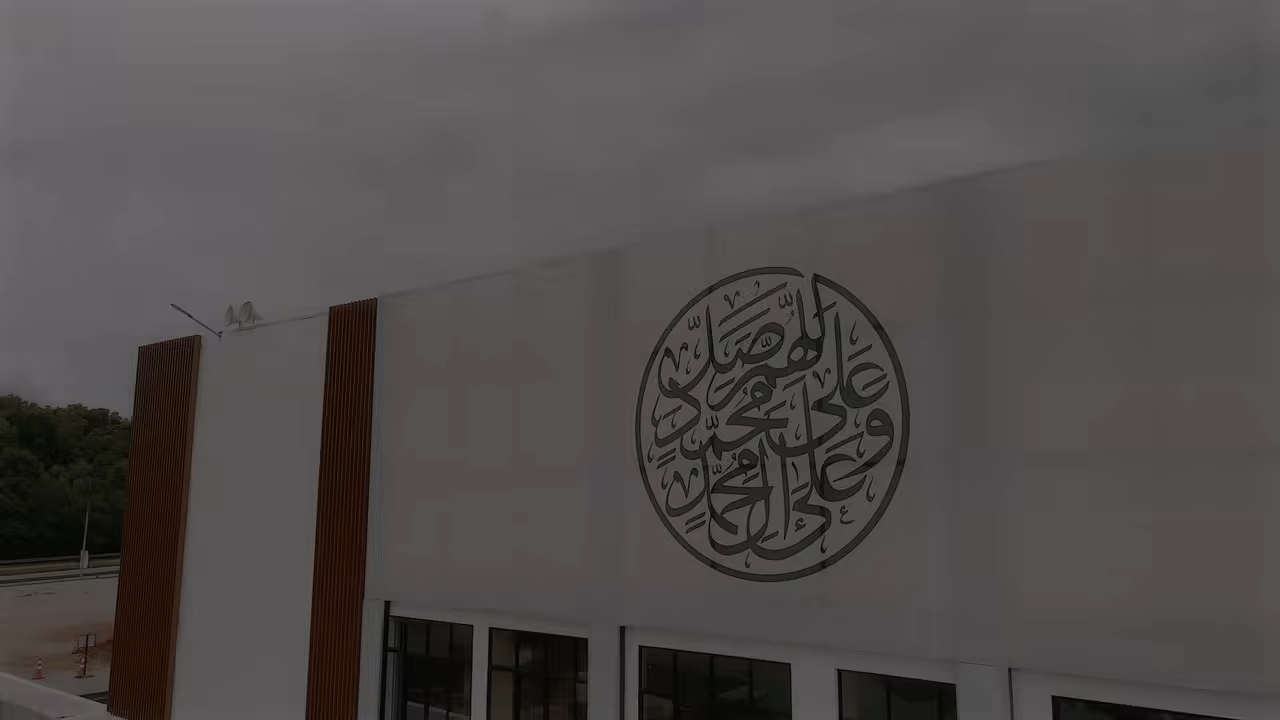 اللهم صل
على محمد
وعلى آل محمد